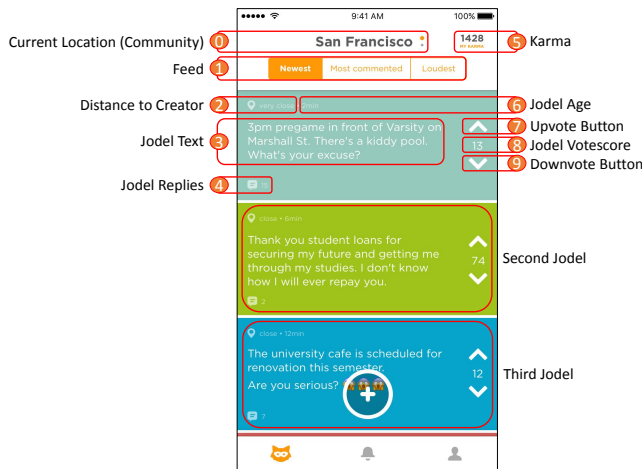 9:41 AM
100%
Current Location (Community)
0
San Francisco
1428
MY KARMA
5
Karma
Feed
1
Newest
Most commented
Loudest
Distance to Creator
2
very close • 2min
6
Jodel Age
Jodel Text
3
3pm pregame in front of Varsity on
Marshall St. There's a kiddy pool.
What's your excuse?
7
Upvote Button
13
8
Jodel Votescore
9
Downvote Button
Jodel Replies
4
11
close • 6min
Thank you student loans for
securing my future and getting me
through my studies. I don't know
how I will ever repay you.
74
2
Second Jodel
close • 12min
The university cafe is scheduled for
renovation this semester.
Are you serious?
12
7
Third Jodel